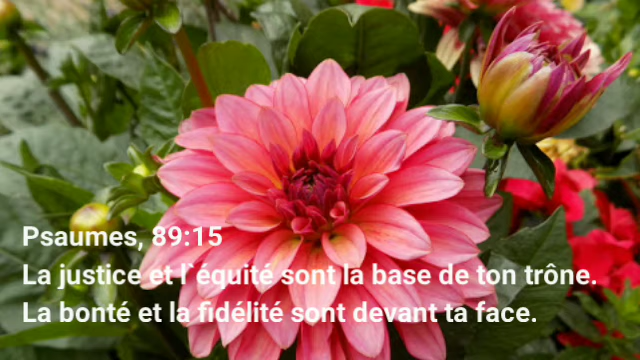 Psaumes, 89:15
La justice et l`équité sont la base de ton trône.
La bonté et la fidélité sont devant ta face.